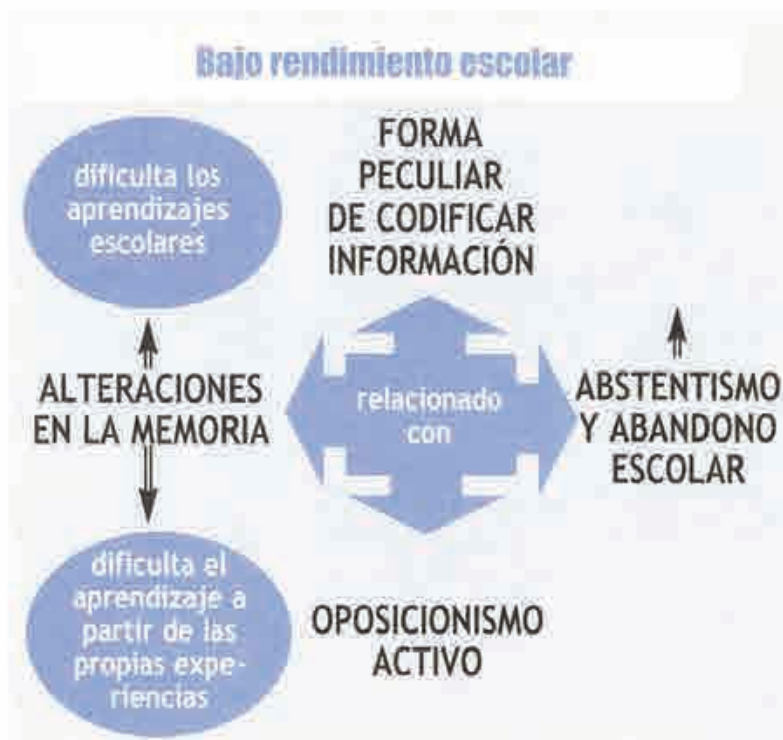 Bajo rendimiento escolar
dificulta los
aprendizajes
escolares
FORMA
PECULIAR
DE CODIFICAR
INFORMACIÓN
ALTERACIONES
EN LA MEMORIA
relacionado
con
ABSTENTISMO
Y ABANDONO
ESCOLAR
dificulta el
aprendizaje a
partir de las
propias expe-
riencias
OPOSICIONISMO
ACTIVO